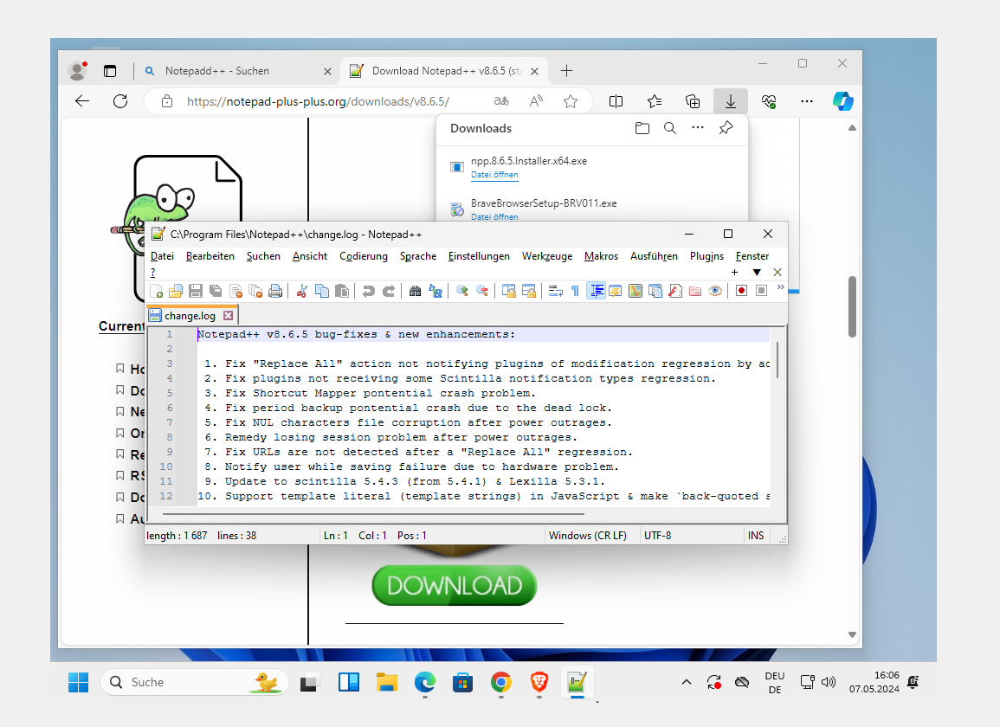 Notepadd++ - Suchen
Download Notepad++ v8.6.5 (sta
https://notepad-plus-plus.org/downloads/v8.6.5/
aあ
Downloads
npp.8.6.5.Installer.x64.exe
Datei öffnen
BraveBrowserSetup-BRV011.exe
Datei öffnen
C:\Program Files\Notepad++\change.log - Notepad++
Datei Bearbeiten Suchen Ansicht Codierung Sprache Einstellungen Werkzeuge Makros Ausführen Plugins Fenster
? + ▼ X
change.log
Current
Ho
Do
Ne
On
Re
RS
Do
Au
1 Notepad++ v8.6.5 bug-fixes & new enhancements:
2
3 1. Fix "Replace All" action not notifying plugins of modification regression by ad
4 2. Fix plugins not receiving some Scintilla notification types regression.
5 3. Fix Shortcut Mapper pontential crash problem.
6 4. Fix period backup pontential crash due to the dead lock.
7 5. Fix NUL characters file corruption after power outrages.
8 6. Remedy losing session problem after power outrages.
9 7. Fix URLs are not detected after a "Replace All" regression.
10 8. Notify user while saving failure due to hardware problem.
11 9. Update to scintilla 5.4.3 (from 5.4.1) & Lexilla 5.3.1.
12 10. Support template literal (template strings) in JavaScript & make `back-quoted s
length : 1 687 lines : 38 Ln : 1 Col : 1 Pos : 1 Windows (CR LF) UTF-8 INS
DOWNLOAD
Suche
DEU
DE
16:06
07.05.2024